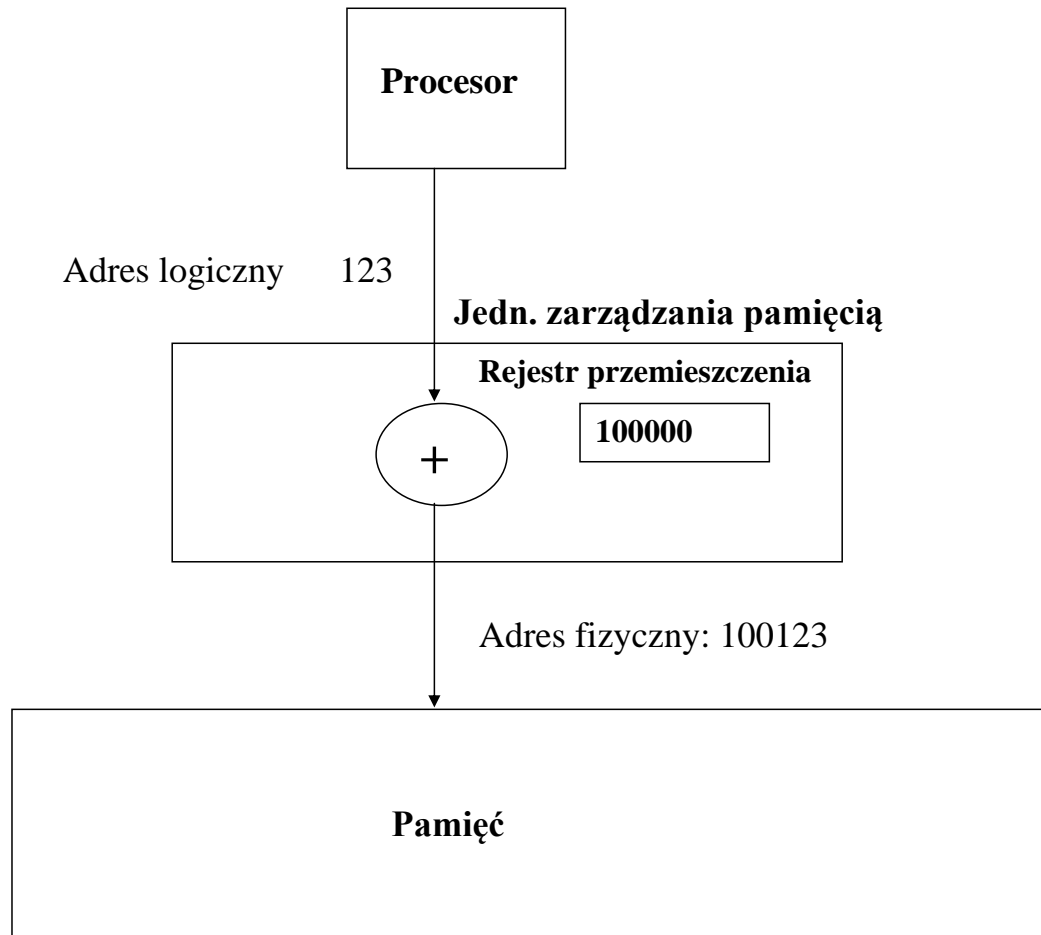 Procesor
Adres logiczny 123
Jedn. zarządzania pamięcią
Rejestr przemieszczenia
100000
+
Adres fizyczny: 100123
Pamięć